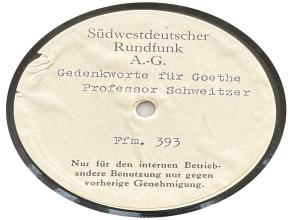 Südwestdeutscher
Rundfunk
A.-G.
Gedenkworte für Goethe
Professor Schweitzer
Ffm. 393
Nur für den internen Betrieb-
andere Benutzung nur gegen
vorherige Genehmigung.